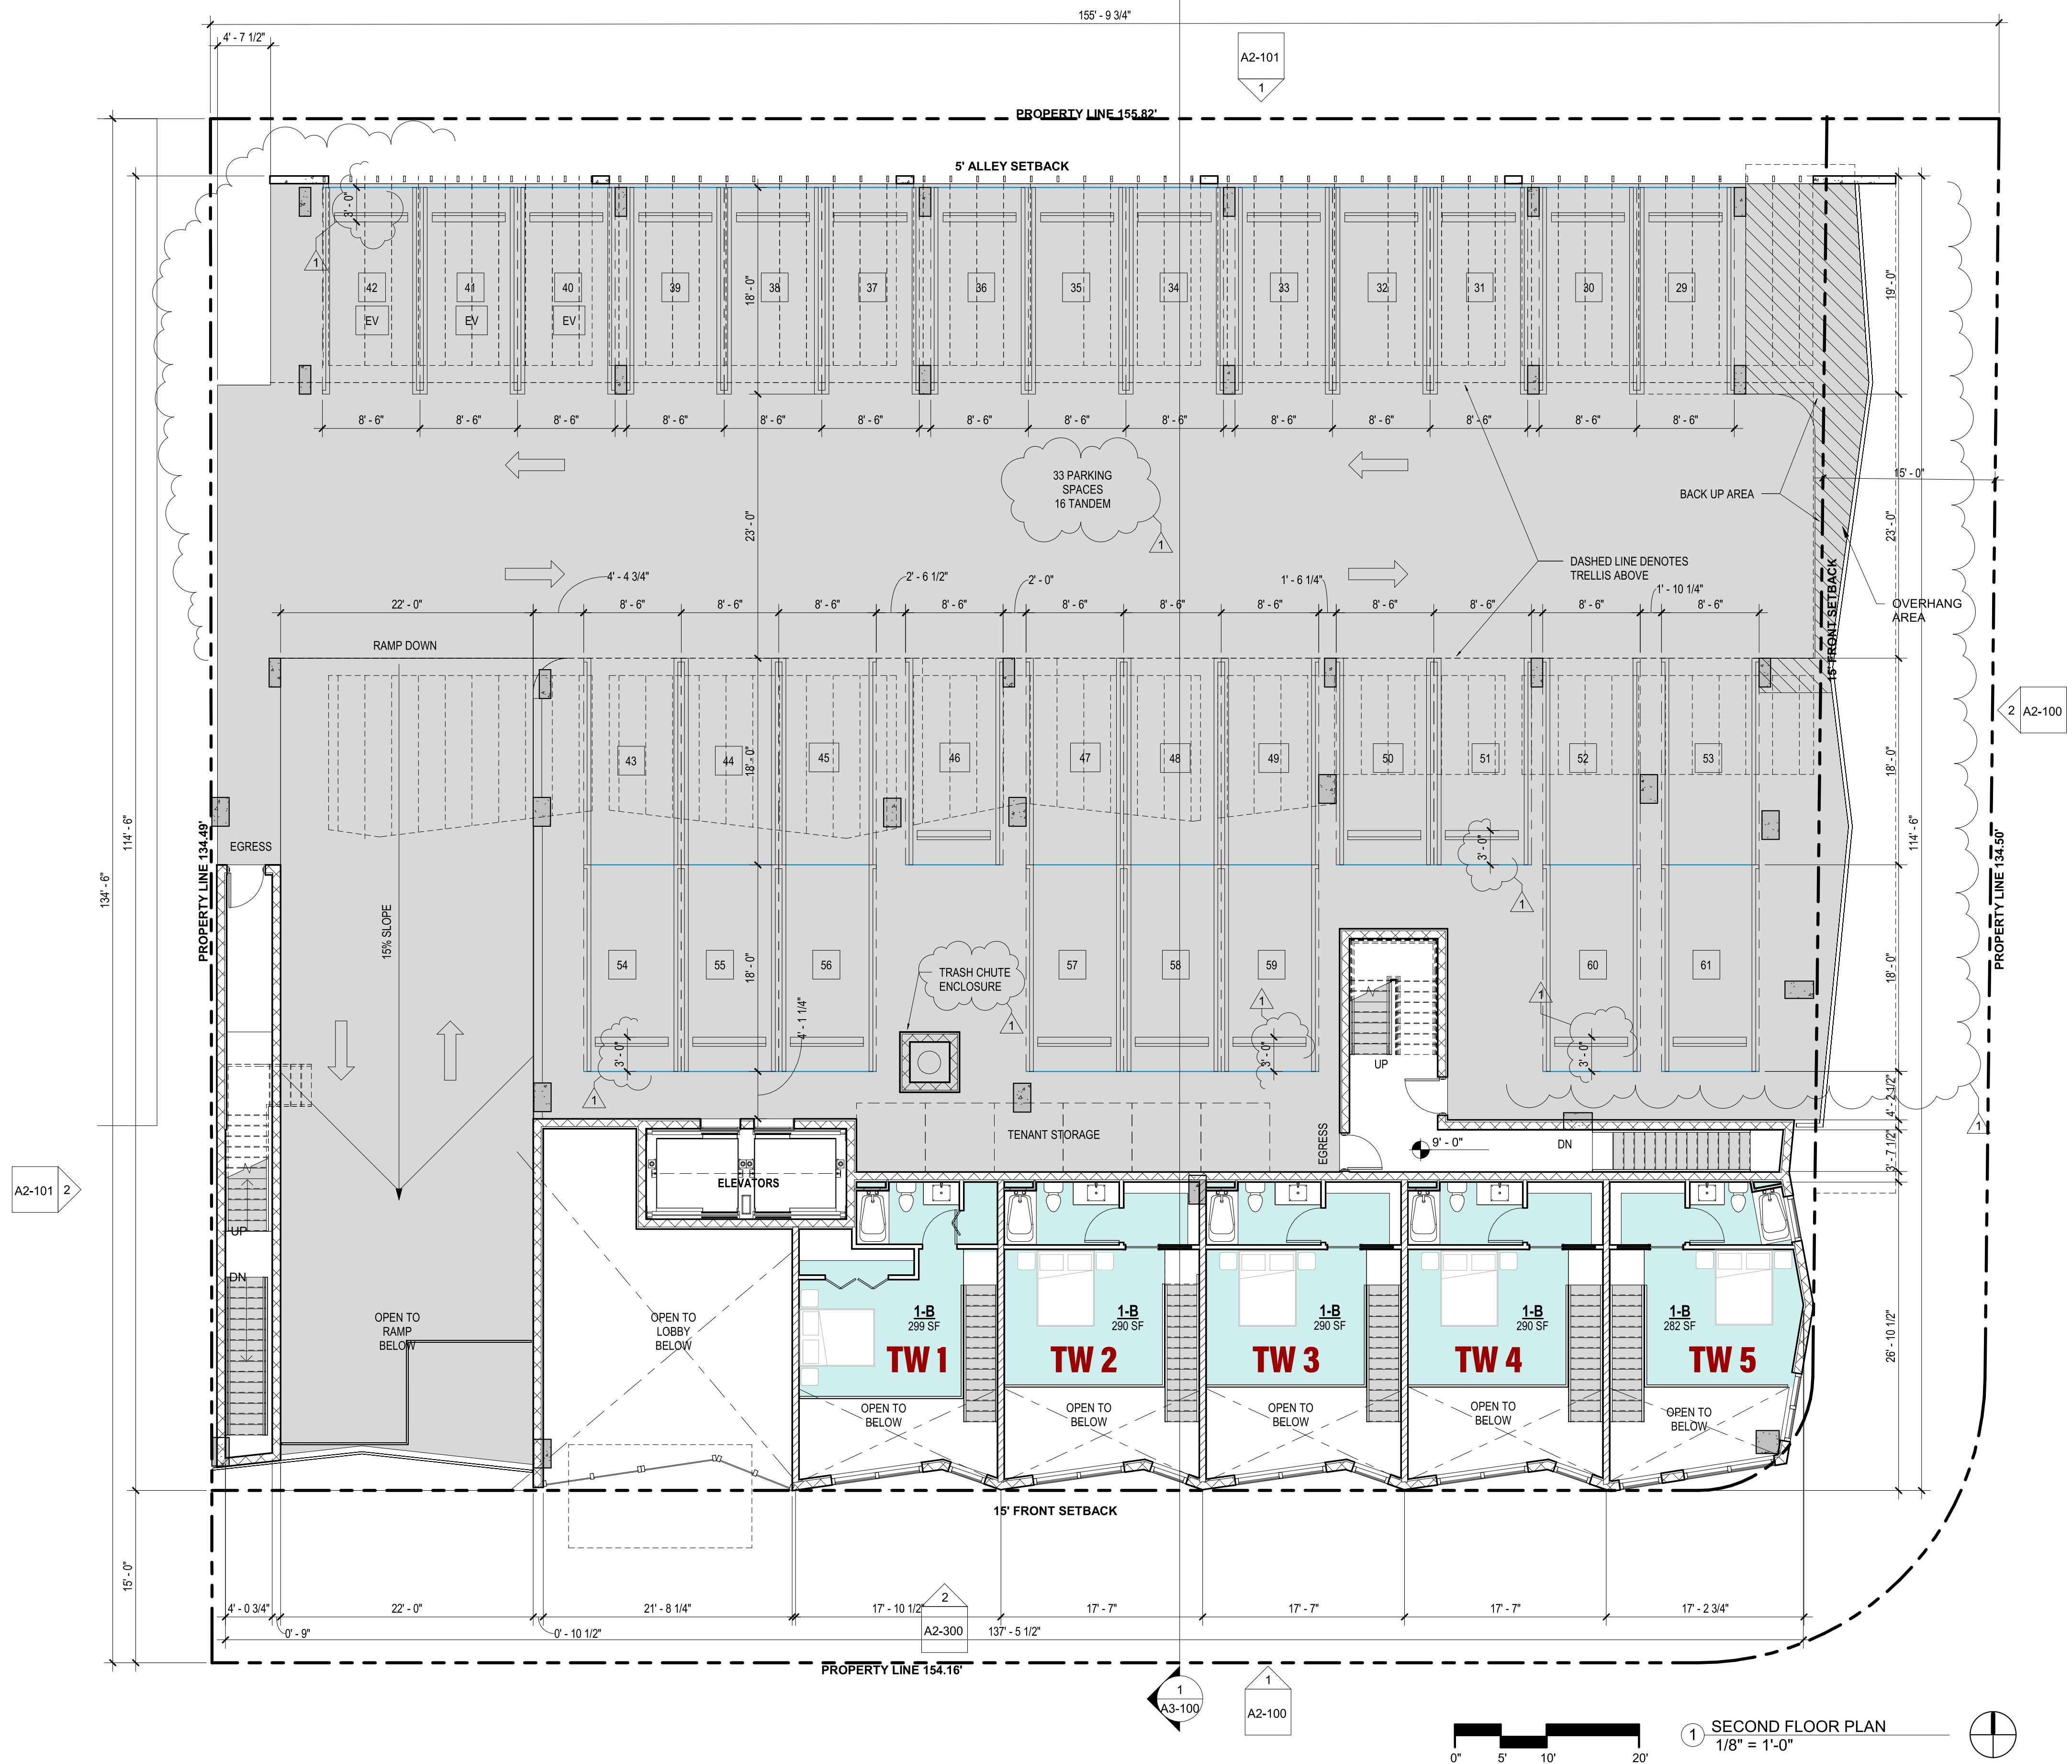 155' - 9 3/4"
4' - 7 1/2"
A2-101
1
PROPERTY LINE 155.82'
5' ALLEY SETBACK
3' - 0"
1
42
41
40
39
38
37
36
35
34
33
32
31
30
29
EV
EV
EV
18' - 0"
19' - 0"
8' - 6"
8' - 6"
8' - 6"
8' - 6"
8' - 6"
8' - 6"
8' - 6"
8' - 6"
8' - 6"
8' - 6"
8' - 6"
8' - 6"
8' - 6"
8' - 6"
33 PARKING
SPACES
16 TANDEM
1
15' - 0"
BACK UP AREA
23' - 0"
23' - 0"
DASHED LINE DENOTES
TRELLIS ABOVE
OVERHANG
AREA
15' FRONT SETBACK
4' - 4 3/4"
2' - 6 1/2"
2' - 0"
1' - 6 1/4"
1' - 10 1/4"
22' - 0"
8' - 6"
8' - 6"
8' - 6"
8' - 6"
8' - 6"
8' - 6"
8' - 6"
8' - 6"
8' - 6"
8' - 6"
8' - 6"
RAMP DOWN
2
A2-100
43
44
45
46
47
48
49
50
51
52
53
18' - 0"
18' - 0"
114' - 6"
134' - 6"
114' - 6"
PROPERTY LINE 134.49'
PROPERTY LINE 134.50'
EGRESS
3' - 0"
1
15% SLOPE
54
55
56
57
58
59
60
61
18' - 0"
18' - 0"
TRASH CHUTE
ENCLOSURE
1
1
1
4' - 1 1/4"
3' - 0"
3' - 0"
3' - 0"
1
UP
4' - 2 1/2"
1
TENANT STORAGE
EGRESS
9' - 0"
DN
3' - 7 1/2"
A2-101
2
ELEVATORS
UP
DN
OPEN TO
RAMP
BELOW
OPEN TO
LOBBY
BELOW
1-B
299 SF
TW 1
1-B
290 SF
TW 2
1-B
290 SF
TW 3
1-B
290 SF
TW 4
1-B
282 SF
TW 5
26' - 10 1/2"
OPEN TO
BELOW
OPEN TO
BELOW
OPEN TO
BELOW
OPEN TO
BELOW
OPEN TO
BELOW
15' FRONT SETBACK
15' - 0"
4' - 0 3/4"
22' - 0"
21' - 8 1/4"
17' - 10 1/2"
17' - 7"
17' - 7"
17' - 7"
17' - 2 3/4"
0' - 9"
0' - 10 1/2"
2
A2-300
137' - 5 1/2"
PROPERTY LINE 154.16'
1
A3-100
1
A2-100
0"
5'
10'
20'
1
SECOND FLOOR PLAN
1/8" = 1'-0"